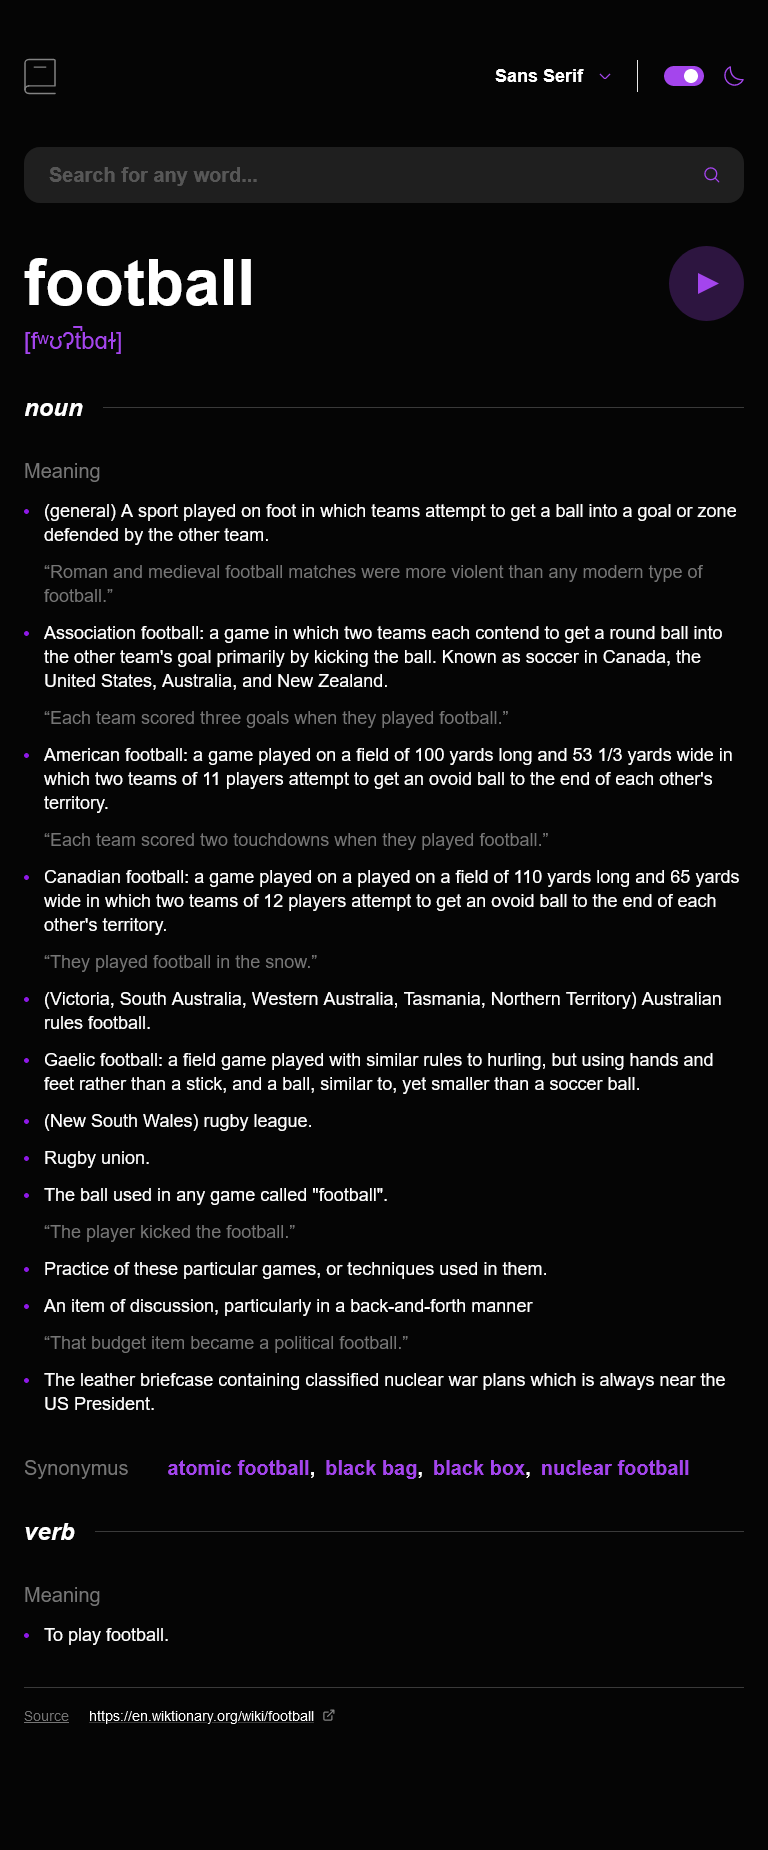 Sans Serif
Search for any word...
football
[fʷʊʔt̚bɑɫ]
noun
Meaning
(general) A sport played on foot in which teams attempt to get a ball into a goal or zone
defended by the other team.
“Roman and medieval football matches were more violent than any modern type of
football.”
Association football: a game in which two teams each contend to get a round ball into
the other team's goal primarily by kicking the ball. Known as soccer in Canada, the
United States, Australia, and New Zealand.
“Each team scored three goals when they played football.”
American football: a game played on a field of 100 yards long and 53 1/3 yards wide in
which two teams of 11 players attempt to get an ovoid ball to the end of each other's
territory.
“Each team scored two touchdowns when they played football.”
Canadian football: a game played on a played on a field of 110 yards long and 65 yards
wide in which two teams of 12 players attempt to get an ovoid ball to the end of each
other's territory.
“They played football in the snow.”
(Victoria, South Australia, Western Australia, Tasmania, Northern Territory) Australian
rules football.
Gaelic football: a field game played with similar rules to hurling, but using hands and
feet rather than a stick, and a ball, similar to, yet smaller than a soccer ball.
(New South Wales) rugby league.
Rugby union.
The ball used in any game called "football".
“The player kicked the football.”
Practice of these particular games, or techniques used in them.
An item of discussion, particularly in a back-and-forth manner
“That budget item became a political football.”
The leather briefcase containing classified nuclear war plans which is always near the
US President.
Synonymus atomic football, black bag, black box, nuclear football
verb
Meaning
To play football.
Source https://en.wiktionary.org/wiki/football